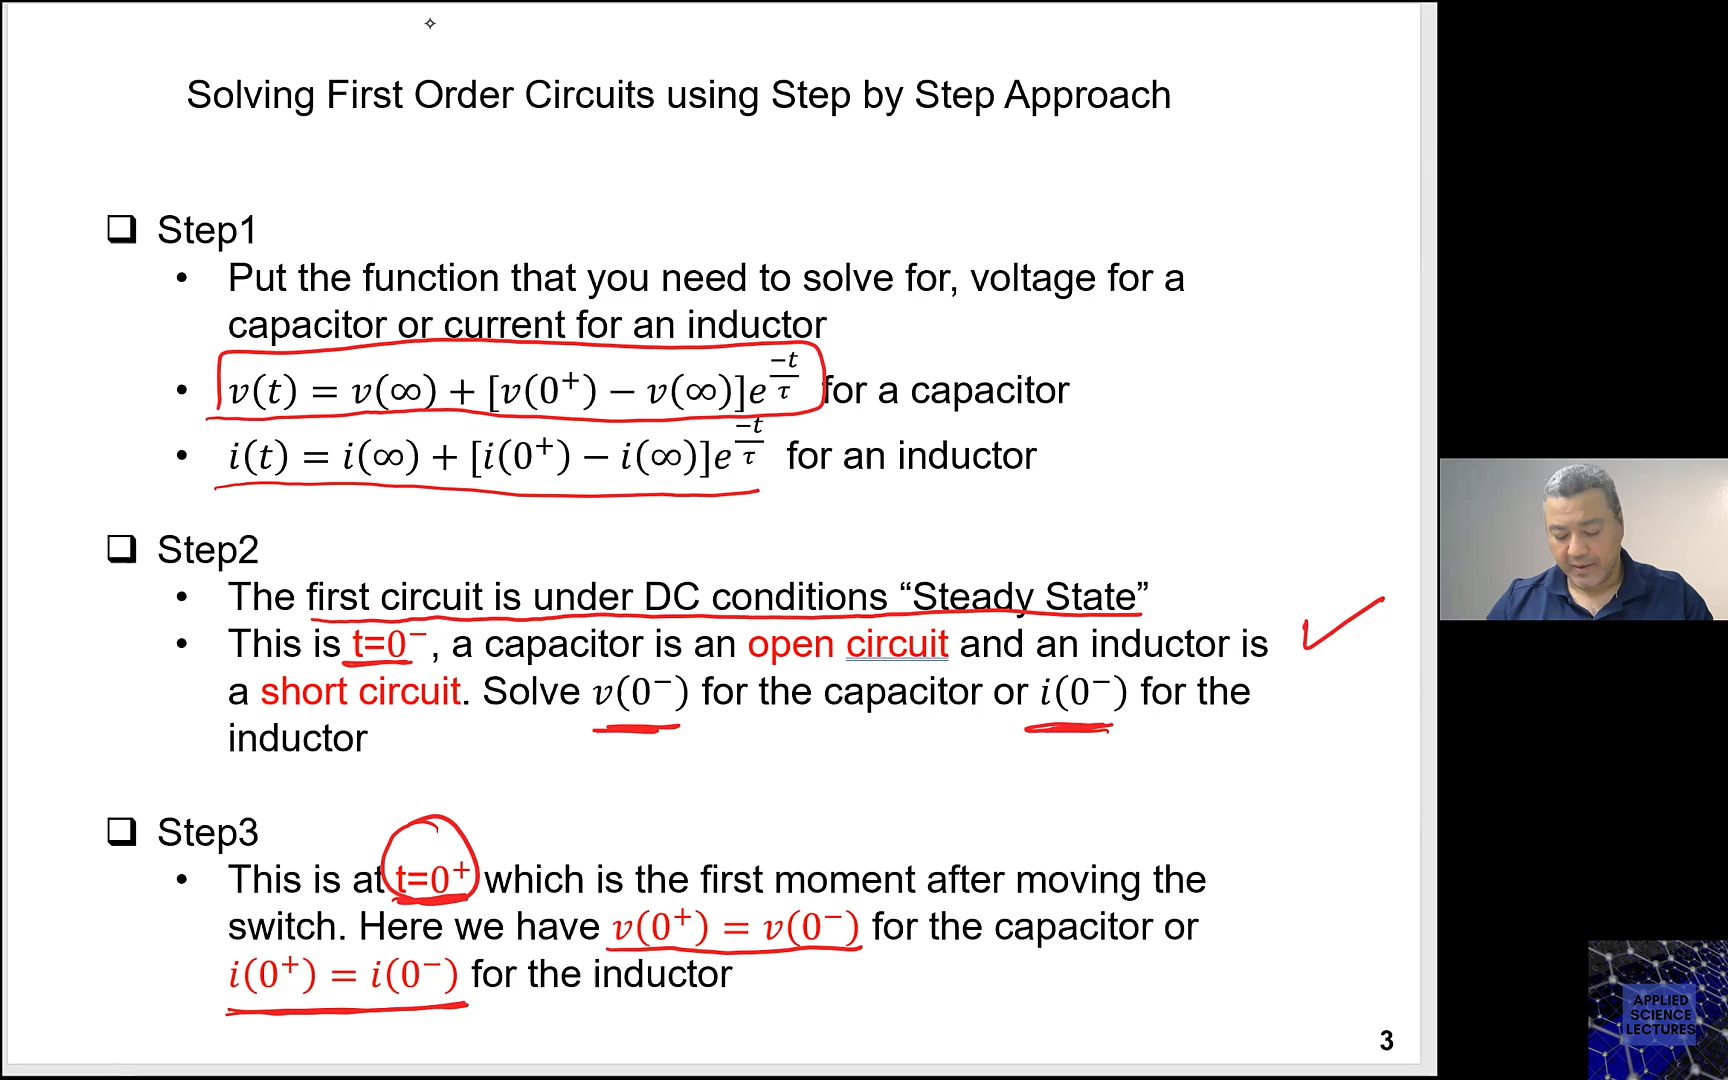 Solving First Order Circuits using Step by Step Approach
❑ Step1
• Put the function that you need to solve for, voltage for a
capacitor or current for an inductor
• v(t) = v(∞) + [v(0⁺) − v(∞)]e^(−t/τ) for a capacitor
• i(t) = i(∞) + [i(0⁺) − i(∞)]e^(−t/τ) for an inductor
❑ Step2
• The first circuit is under DC conditions “Steady State”
• This is t=0⁻, a capacitor is an open circuit and an inductor is
a short circuit. Solve v(0⁻) for the capacitor or i(0⁻) for the
inductor
❑ Step3
• This is at t=0⁺ which is the first moment after moving the
switch. Here we have v(0⁺) = v(0⁻) for the capacitor or
i(0⁺) = i(0⁻) for the inductor
3
APPLIED
SCIENCE
LECTURES